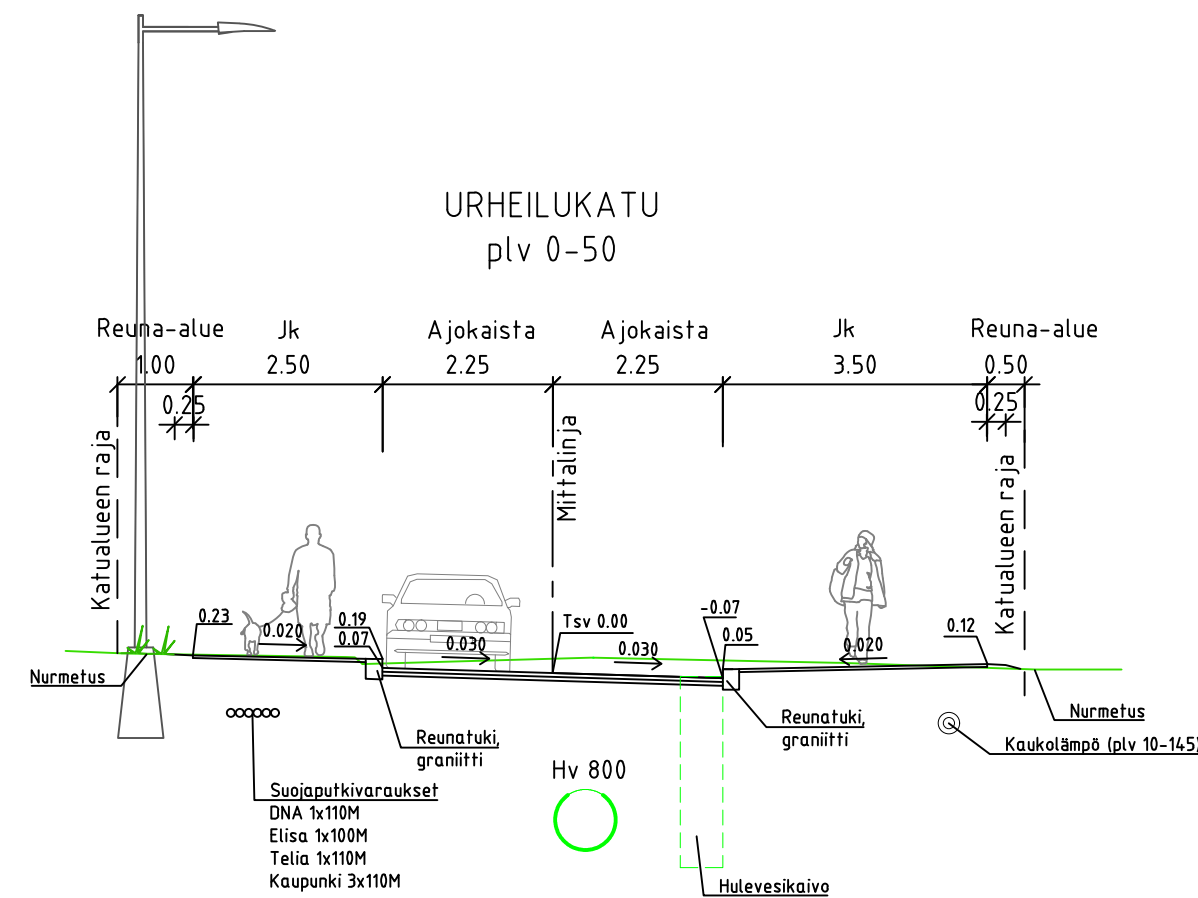 URHEILUKATU
plv 0-50
Reuna-alue Jk Ajokaista Ajokaista Jk Reuna-alue
1.00 2.50 2.25 2.25 3.50 0.50
0.25 0.25
Katualueen raja
Mittalinja
Katualueen raja
0.23 0.020 0.19 0.07 0.030 Tsv 0.00 0.030 -0.07 0.05 0.020 0.12
Nurmetus
Reunatuki,
graniitti
Reunatuki,
graniitti
Nurmetus
Kaukolämpö (plv 10-145)
Hv 800
Suojaputkivaraukset
DNA 1x110M
Elisa 1x100M
Telia 1x110M
Kaupunki 3x110M
Hulevesikaivo